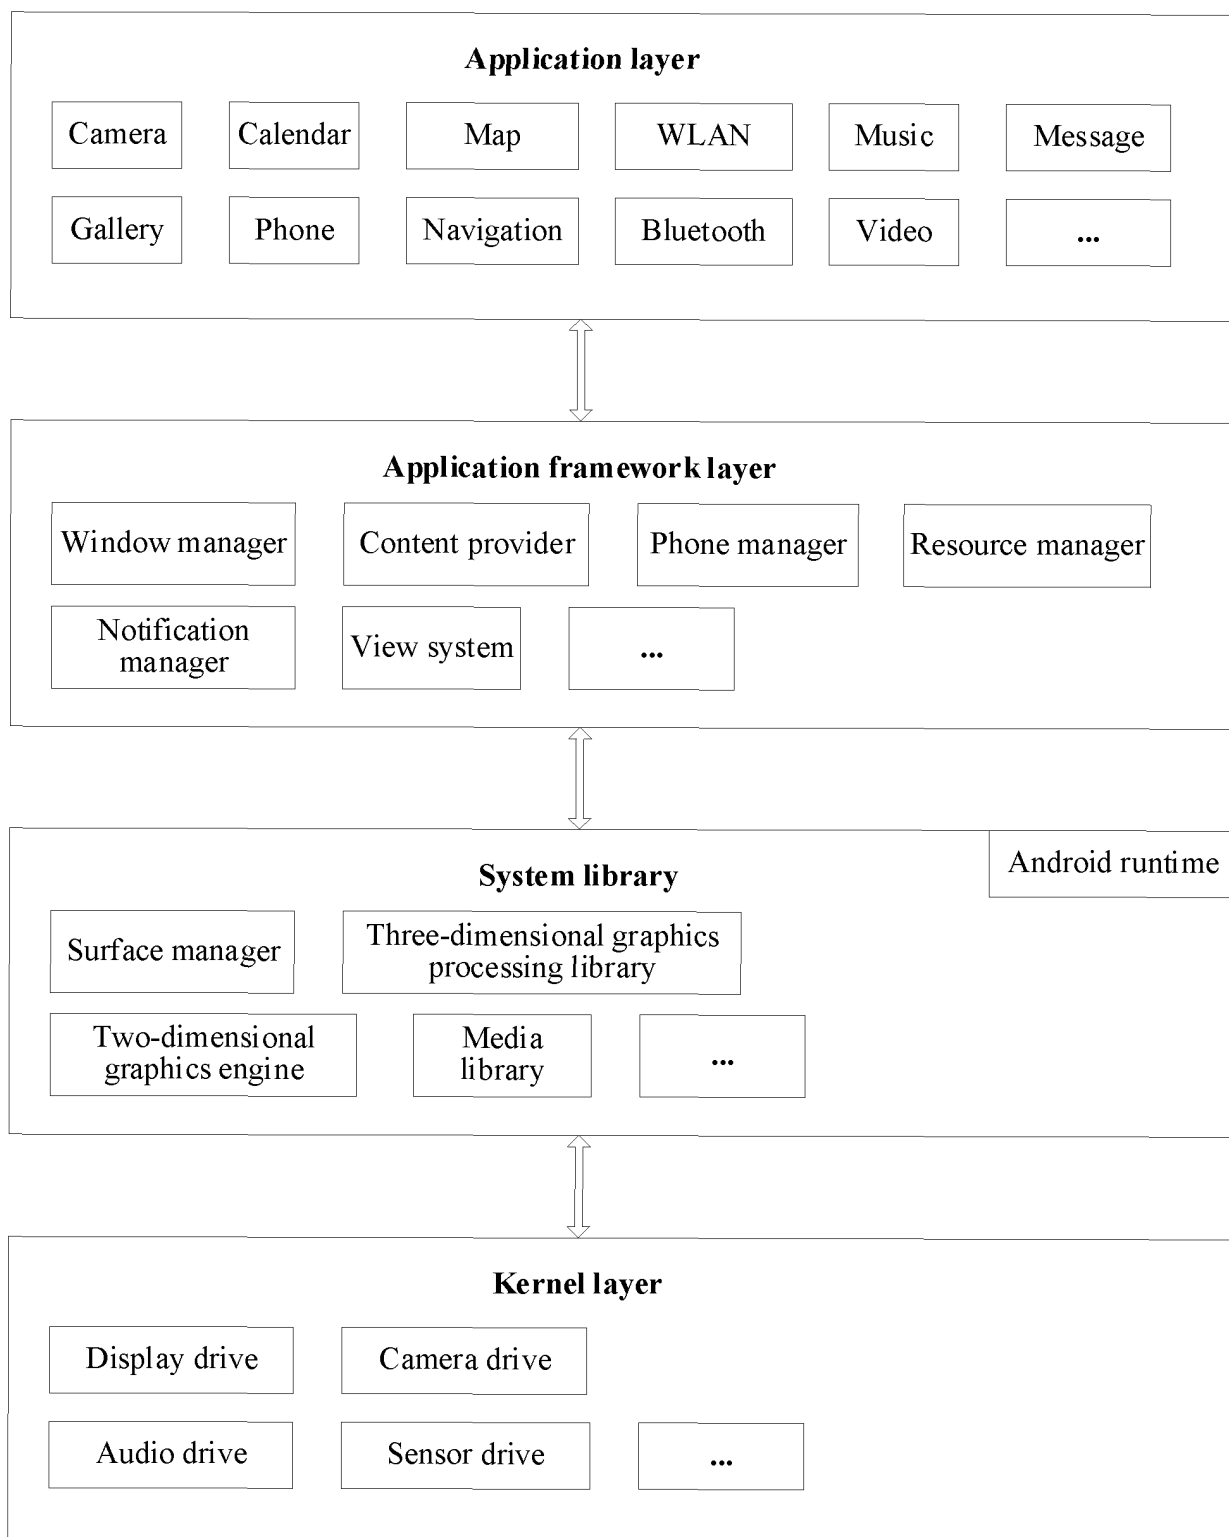 Application layer
Camera
Calendar
Map
WLAN
Music
Message
Gallery
Phone
Navigation
Bluetooth
Video
...
Application framework layer
Window manager
Content provider
Phone manager
Resource manager
Notification
manager
View system
...
System library
Android runtime
Surface manager
Three-dimensional graphics
processing library
Two-dimensional
graphics engine
Media
library
...
Kernel layer
Display drive
Camera drive
Audio drive
Sensor drive
...